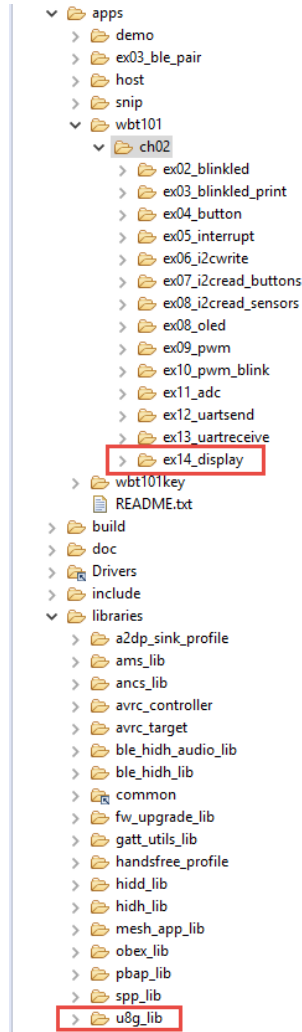 apps
demo
ex03_ble_pair
host
snip
wbt101
ch02
ex02_blinkled
ex03_blinkled_print
ex04_button
ex05_interrupt
ex06_i2cwrite
ex07_i2cread_buttons
ex08_i2cread_sensors
ex08_oled
ex09_pwm
ex10_pwm_blink
ex11_adc
ex12_uartsend
ex13_uartreceive
ex14_display
wbt101key
README.txt
build
doc
Drivers
include
libraries
a2dp_sink_profile
ams_lib
ancs_lib
avrc_controller
avrc_target
ble_hidh_audio_lib
ble_hidh_lib
common
fw_upgrade_lib
gatt_utils_lib
handsfree_profile
hidd_lib
hidh_lib
mesh_app_lib
obex_lib
pbap_lib
spp_lib
u8g_lib